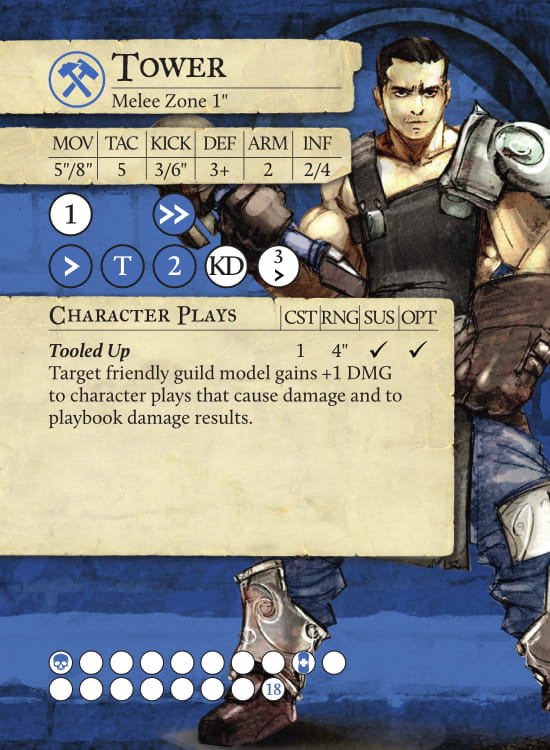 Tower
Melee Zone 1"
MOV TAC KICK DEF ARM INF
5"/8" 5 3/6" 3+ 2 2/4
1 >>
> T 2 KD 3 >
Character Plays CST RNG SUS OPT
Tooled Up 1 4" ✓ ✓
Target friendly guild model gains +1 DMG
to character plays that cause damage and to
playbook damage results.
18